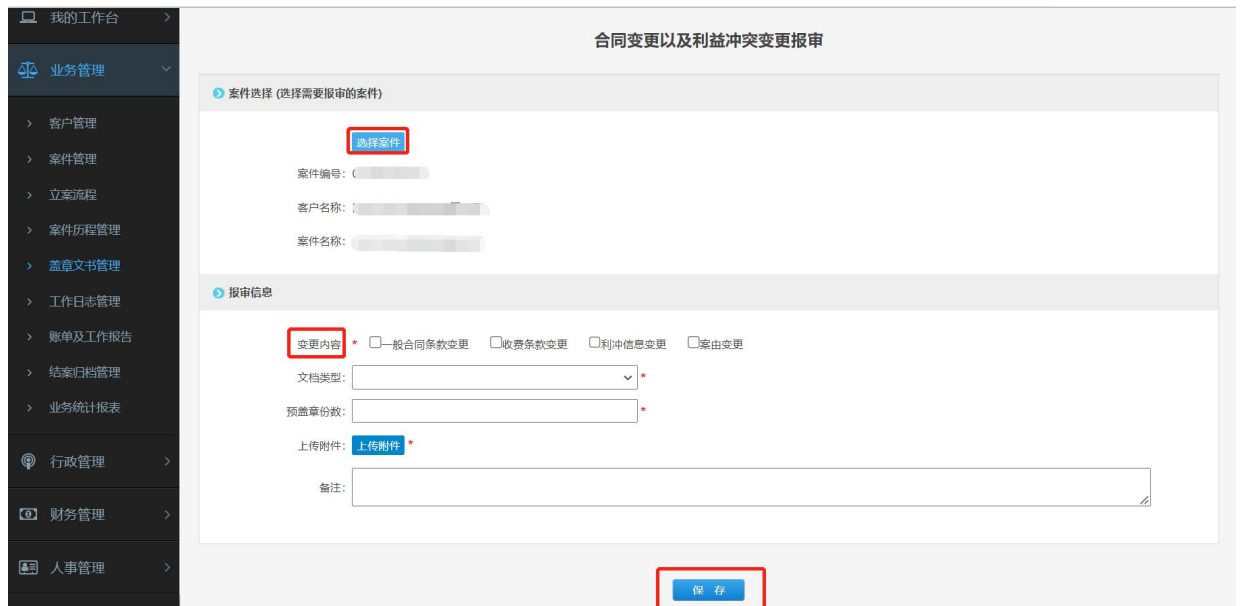 我的工作台
业务管理
客户管理
案件管理
立案流程
案件历程管理
盖章文书管理
工作日志管理
账单及工作报告
结案归档管理
业务统计报表
行政管理
财务管理
人事管理
合同变更以及利益冲突变更报审
案件选择 (选择需要报审的案件)
选择案件
案件编号:
客户名称:
案件名称:
报审信息
变更内容: * 一般合同条款变更 收费条款变更 利冲信息变更 案由变更
文档类型: *
预盖章份数: *
上传附件: 上传附件 *
备注:
保 存